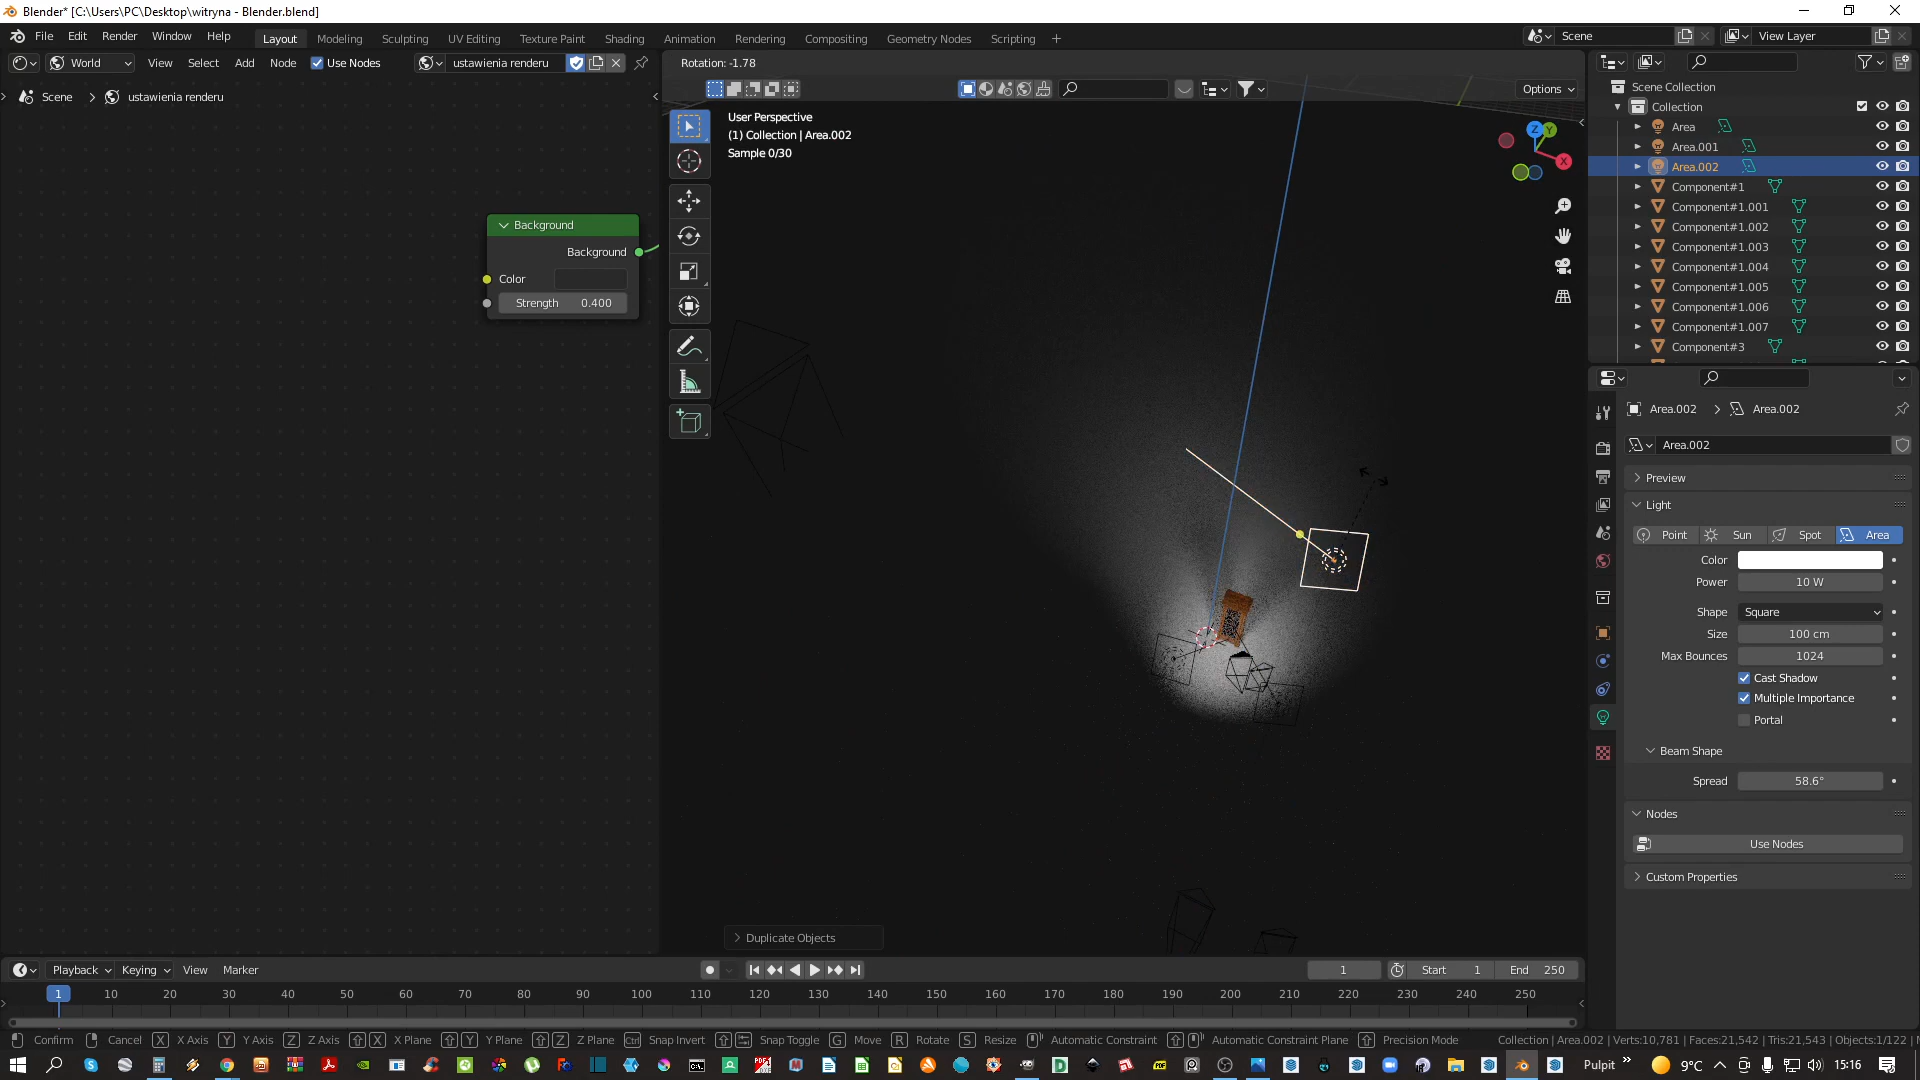 Blender* [C:\Users\PC\Desktop\witryna - Blender.blend]
File Edit Render Window Help Layout Modeling Sculpting UV Editing Texture Paint Shading Animation Rendering Compositing Geometry Nodes Scripting + Scene View Layer
World View Select Add Node Use Nodes ustawienia renderu Rotation: -1.78
Options
Scene > ustawienia renderu
User Perspective
(1) Collection | Area.002
Sample 0/30
Z Y X
Background
Background
Color
Strength 0.400
Duplicate Objects
Scene Collection
Collection
Area
Area.001
Area.002
Component#1
Component#1.001
Component#1.002
Component#1.003
Component#1.004
Component#1.005
Component#1.006
Component#1.007
Component#3
Area.002 > Area.002
Area.002
Preview
Light
Point Sun Spot Area
Color
Power 10 W
Shape Square
Size 100 cm
Max Bounces 1024
Cast Shadow
Multiple Importance
Portal
Beam Shape
Spread 58.6°
Nodes
Use Nodes
Custom Properties
Playback Keying View Marker 1 Start 1 End 250
1 10 20 30 40 50 60 70 80 90 100 110 120 130 140 150 160 170 180 190 200 210 220 230 240 250
Confirm Cancel X X Axis Y Y Axis Z Z Axis X X Plane Y Y Plane Z Z Plane Ctrl Snap Invert Snap Toggle G Move R Rotate S Resize Automatic Constraint Automatic Constraint Plane Precision Mode Collection | Area.002 | Verts:10,781 | Faces:21,542 | Tris:21,543 | Objects:1/122
Pulpit 9°C 15:16